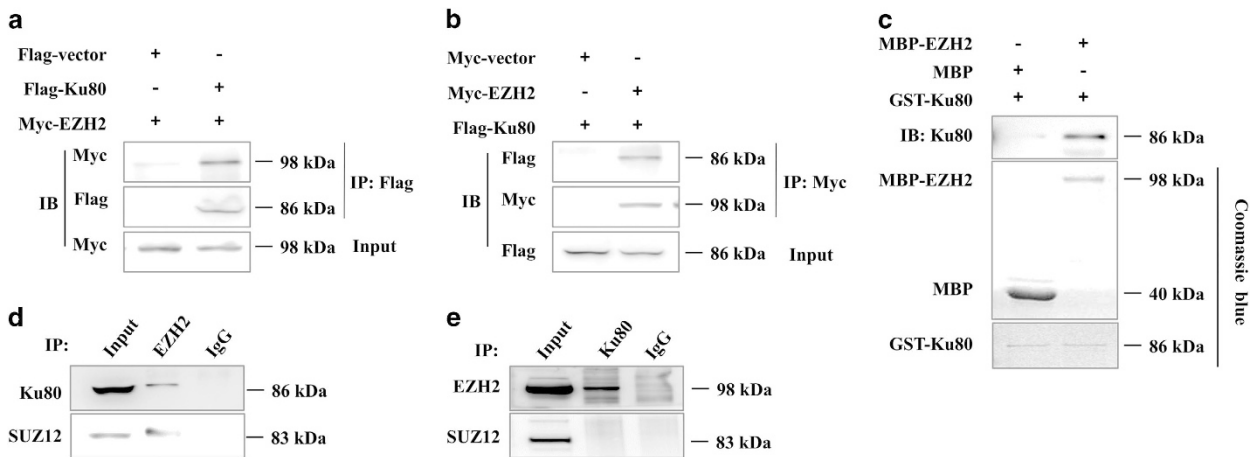 a
Flag-vector + -
Flag-Ku80 - +
Myc-EZH2 + +
IB
Myc — 98 kDa
Flag — 86 kDa
IP: Flag
Myc — 98 kDa Input
b
Myc-vector + -
Myc-EZH2 - +
Flag-Ku80 + +
IB
Flag — 86 kDa
Myc — 98 kDa
IP: Myc
Flag — 86 kDa Input
c
MBP-EZH2 - +
MBP + -
GST-Ku80 + +
IB: Ku80 — 86 kDa
MBP-EZH2 — 98 kDa
MBP — 40 kDa
GST-Ku80 — 86 kDa
Coomassie blue
d
IP: Input EZH2 IgG
Ku80 — 86 kDa
SUZ12 — 83 kDa
e
IP: Input Ku80 IgG
EZH2 — 98 kDa
SUZ12 — 83 kDa